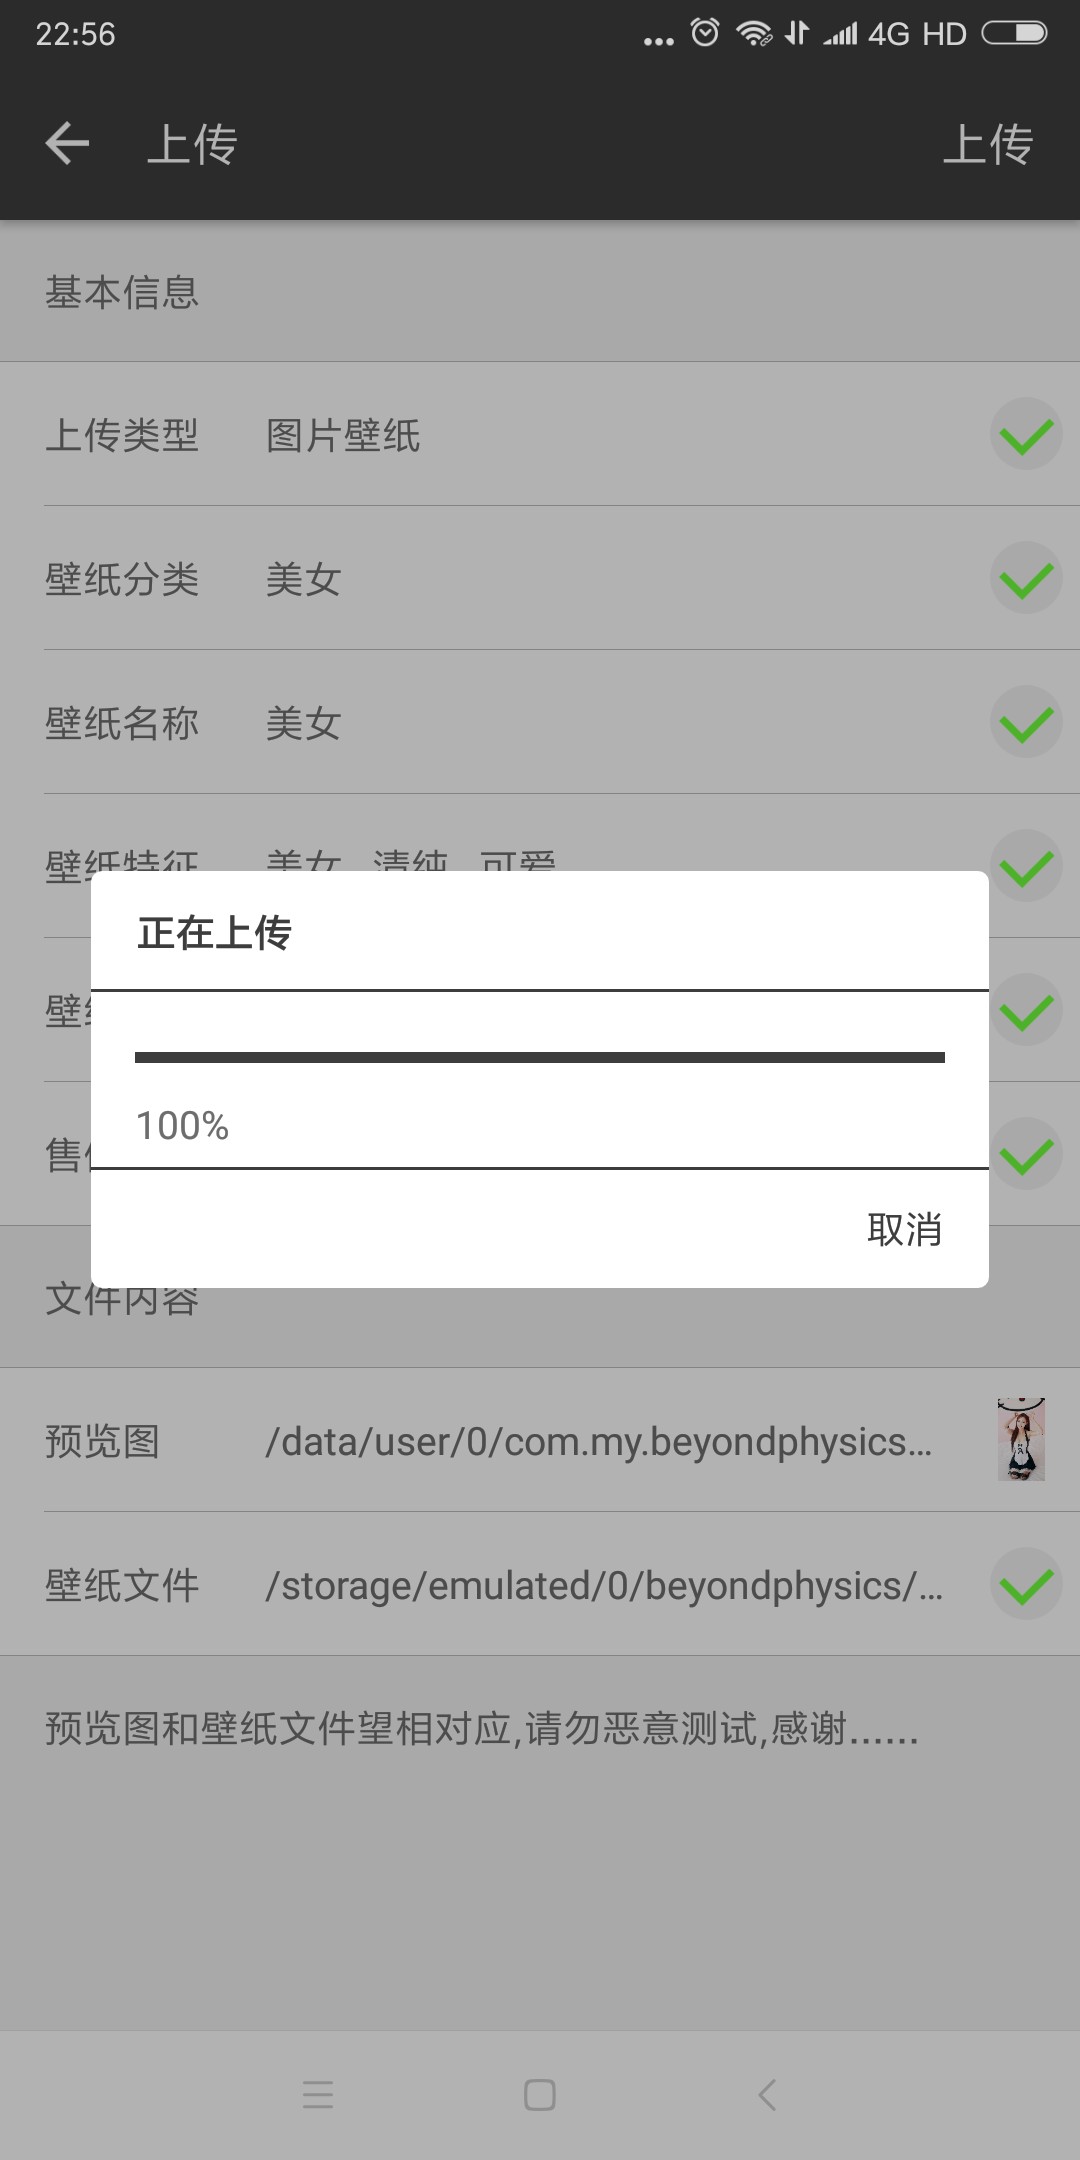 22:56 ... 4G HD
上传 上传
基本信息
上传类型 图片壁纸
壁纸分类 美女
壁纸名称 美女
壁纸特征 美女 清纯 可爱
正在上传
壁
100%
售
取消
文件内容
预览图 /data/user/0/com.my.beyondphysics...
壁纸文件 /storage/emulated/0/beyondphysics/...
预览图和壁纸文件望相对应,请勿恶意测试,感谢......